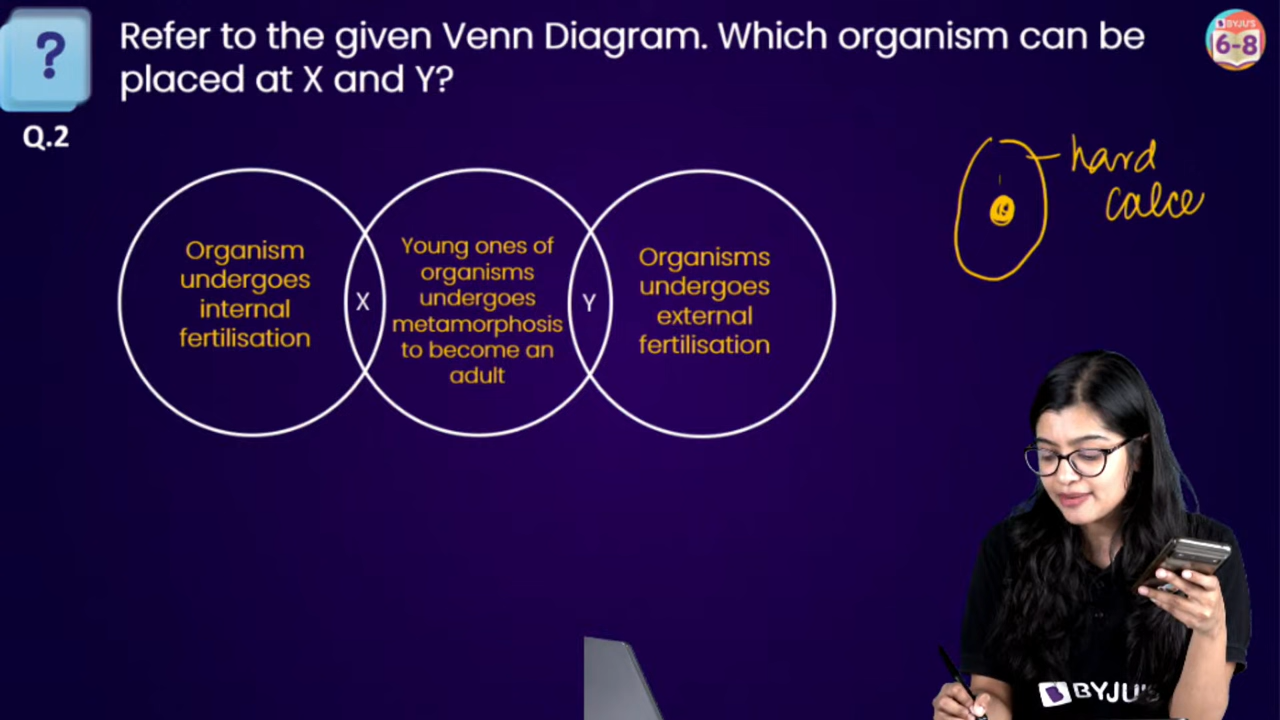 Refer to the given Venn Diagram. Which organism can be
placed at X and Y?
BYJU'S
6-8
Q.2
hard
calce
Organism
undergoes
internal
fertilisation
X
Young ones of
organisms
undergoes
metamorphosis
to become an
adult
Y
Organisms
undergoes
external
fertilisation
BYJU'S